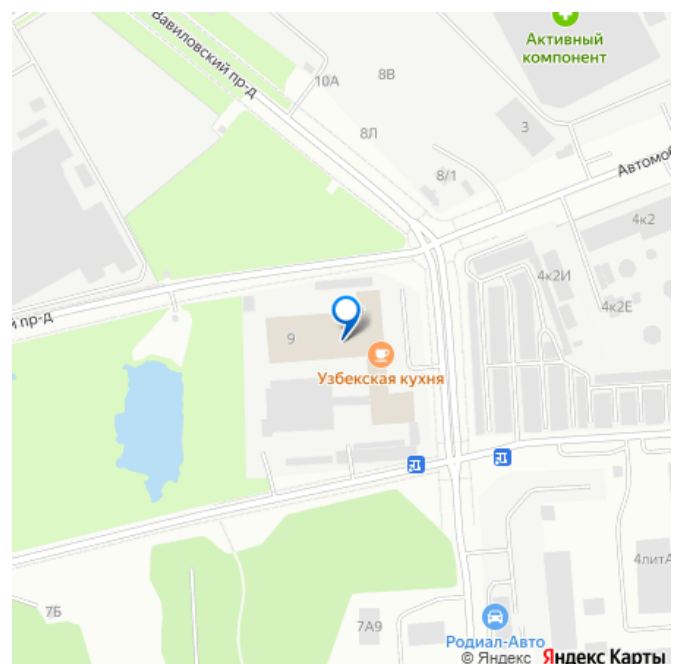 Активный
компонент
Вавиловский пр-д
8В
10А
3
8Л
8/1
Автомоб
4к2
4к2И
4к2Е
й пр-д
9
Узбекская кухня
4литА
7Б
7А9
Родиал-Авто
© Яндекс Яндекс Карты